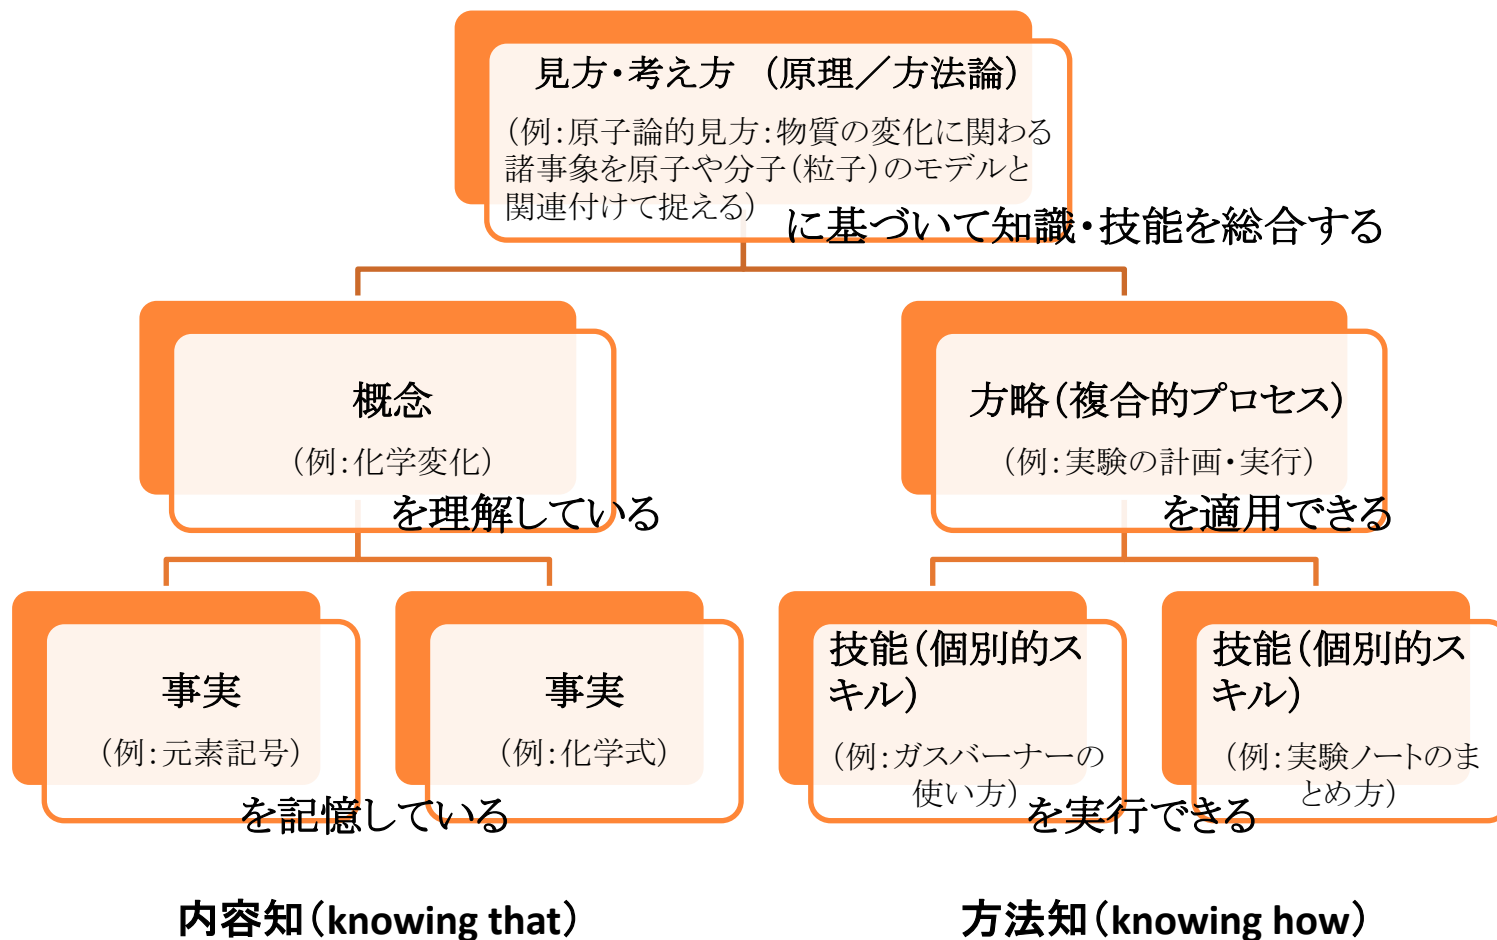 見方・考え方 （原理／方法論）
（例：原子論的見方：物質の変化に関わる
諸事象を原子や分子（粒子）のモデルと
関連付けて捉える）
に基づいて知識・技能を総合する
概念
（例：化学変化）
を理解している
方略（複合的プロセス）
（例：実験の計画・実行）
を適用できる
事実
（例：元素記号）
事実
（例：化学式）
を記憶している
技能（個別的ス
キル）
（例：ガスバーナーの
使い方）
技能（個別的ス
キル）
（例：実験ノートのま
とめ方）
を実行できる
内容知（knowing that）
方法知（knowing how）